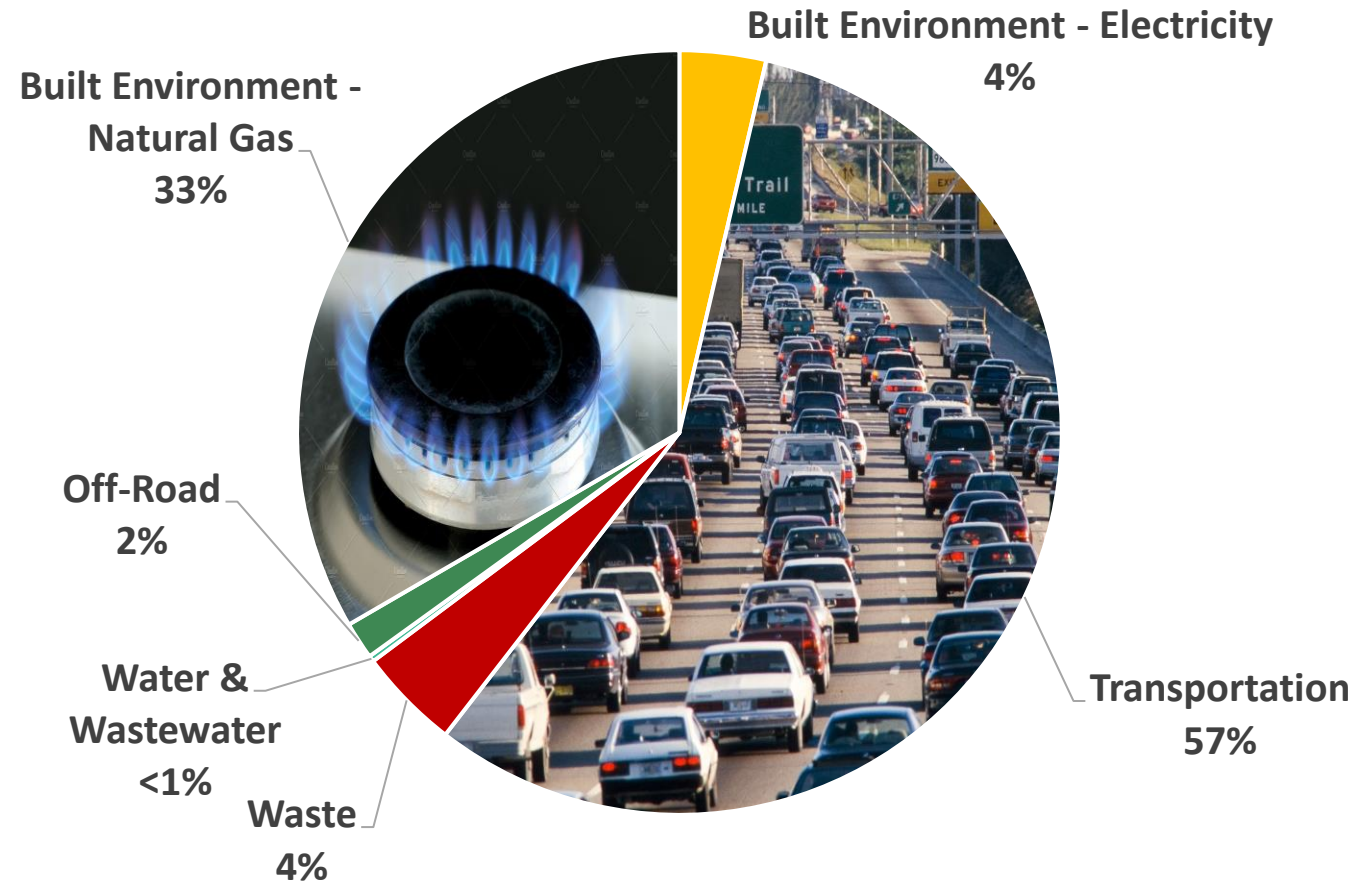 Built Environment - Electricity
4%
Built Environment -
Natural Gas
33%
Trail
MILE
Off-Road
2%
Water &
Wastewater
<1%
Waste
4%
Transportation
57%